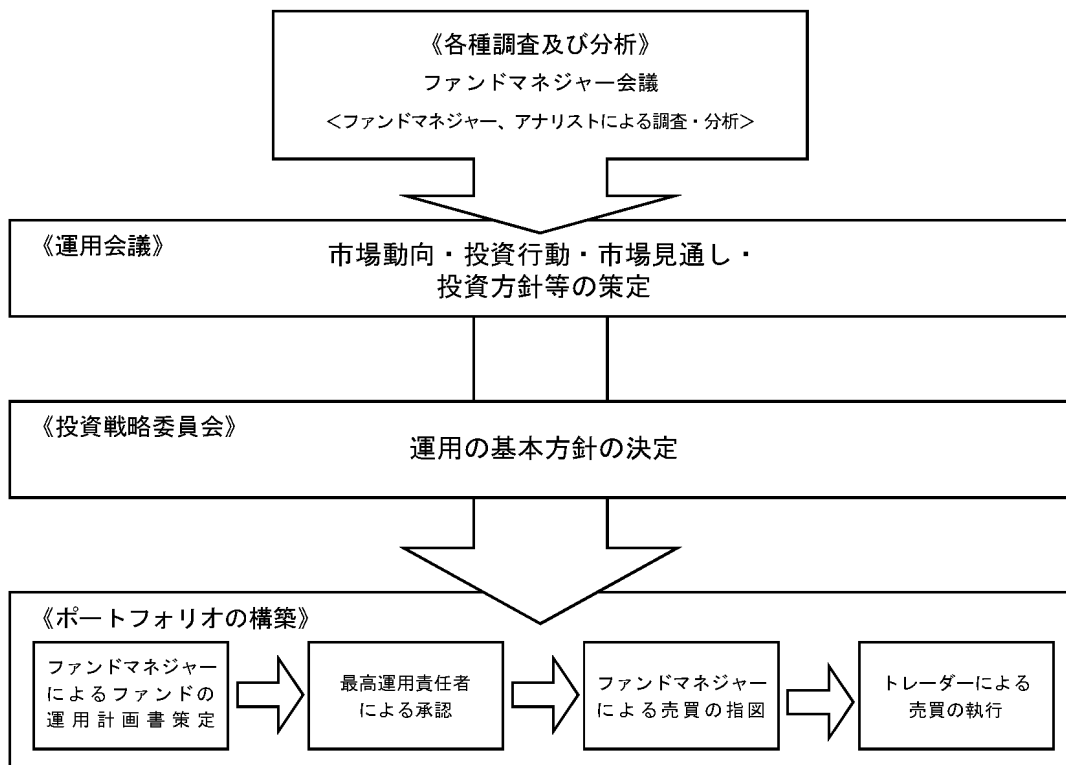 《各種調査及び分析》
ファンドマネジャー会議
＜ファンドマネジャー、アナリストによる調査・分析＞
《運用会議》
市場動向・投資行動・市場見通し・
投資方針等の策定
《投資戦略委員会》
運用の基本方針の決定
《ポートフォリオの構築》
ファンドマネジャー
によるファンドの
運用計画書策定
最高運用責任者
による承認
ファンドマネジャー
による売買の指図
トレーダーによる
売買の執行